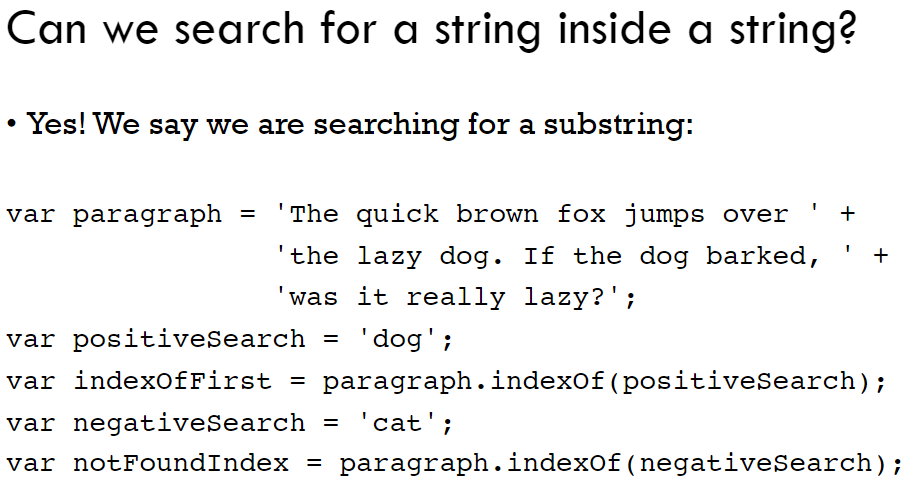 Can we search for a string inside a string?
• Yes! We say we are searching for a substring:
var paragraph = 'The quick brown fox jumps over ' +
                'the lazy dog. If the dog barked, ' +
                'was it really lazy?';
var positiveSearch = 'dog';
var indexOfFirst = paragraph.indexOf(positiveSearch);
var negativeSearch = 'cat';
var notFoundIndex = paragraph.indexOf(negativeSearch);